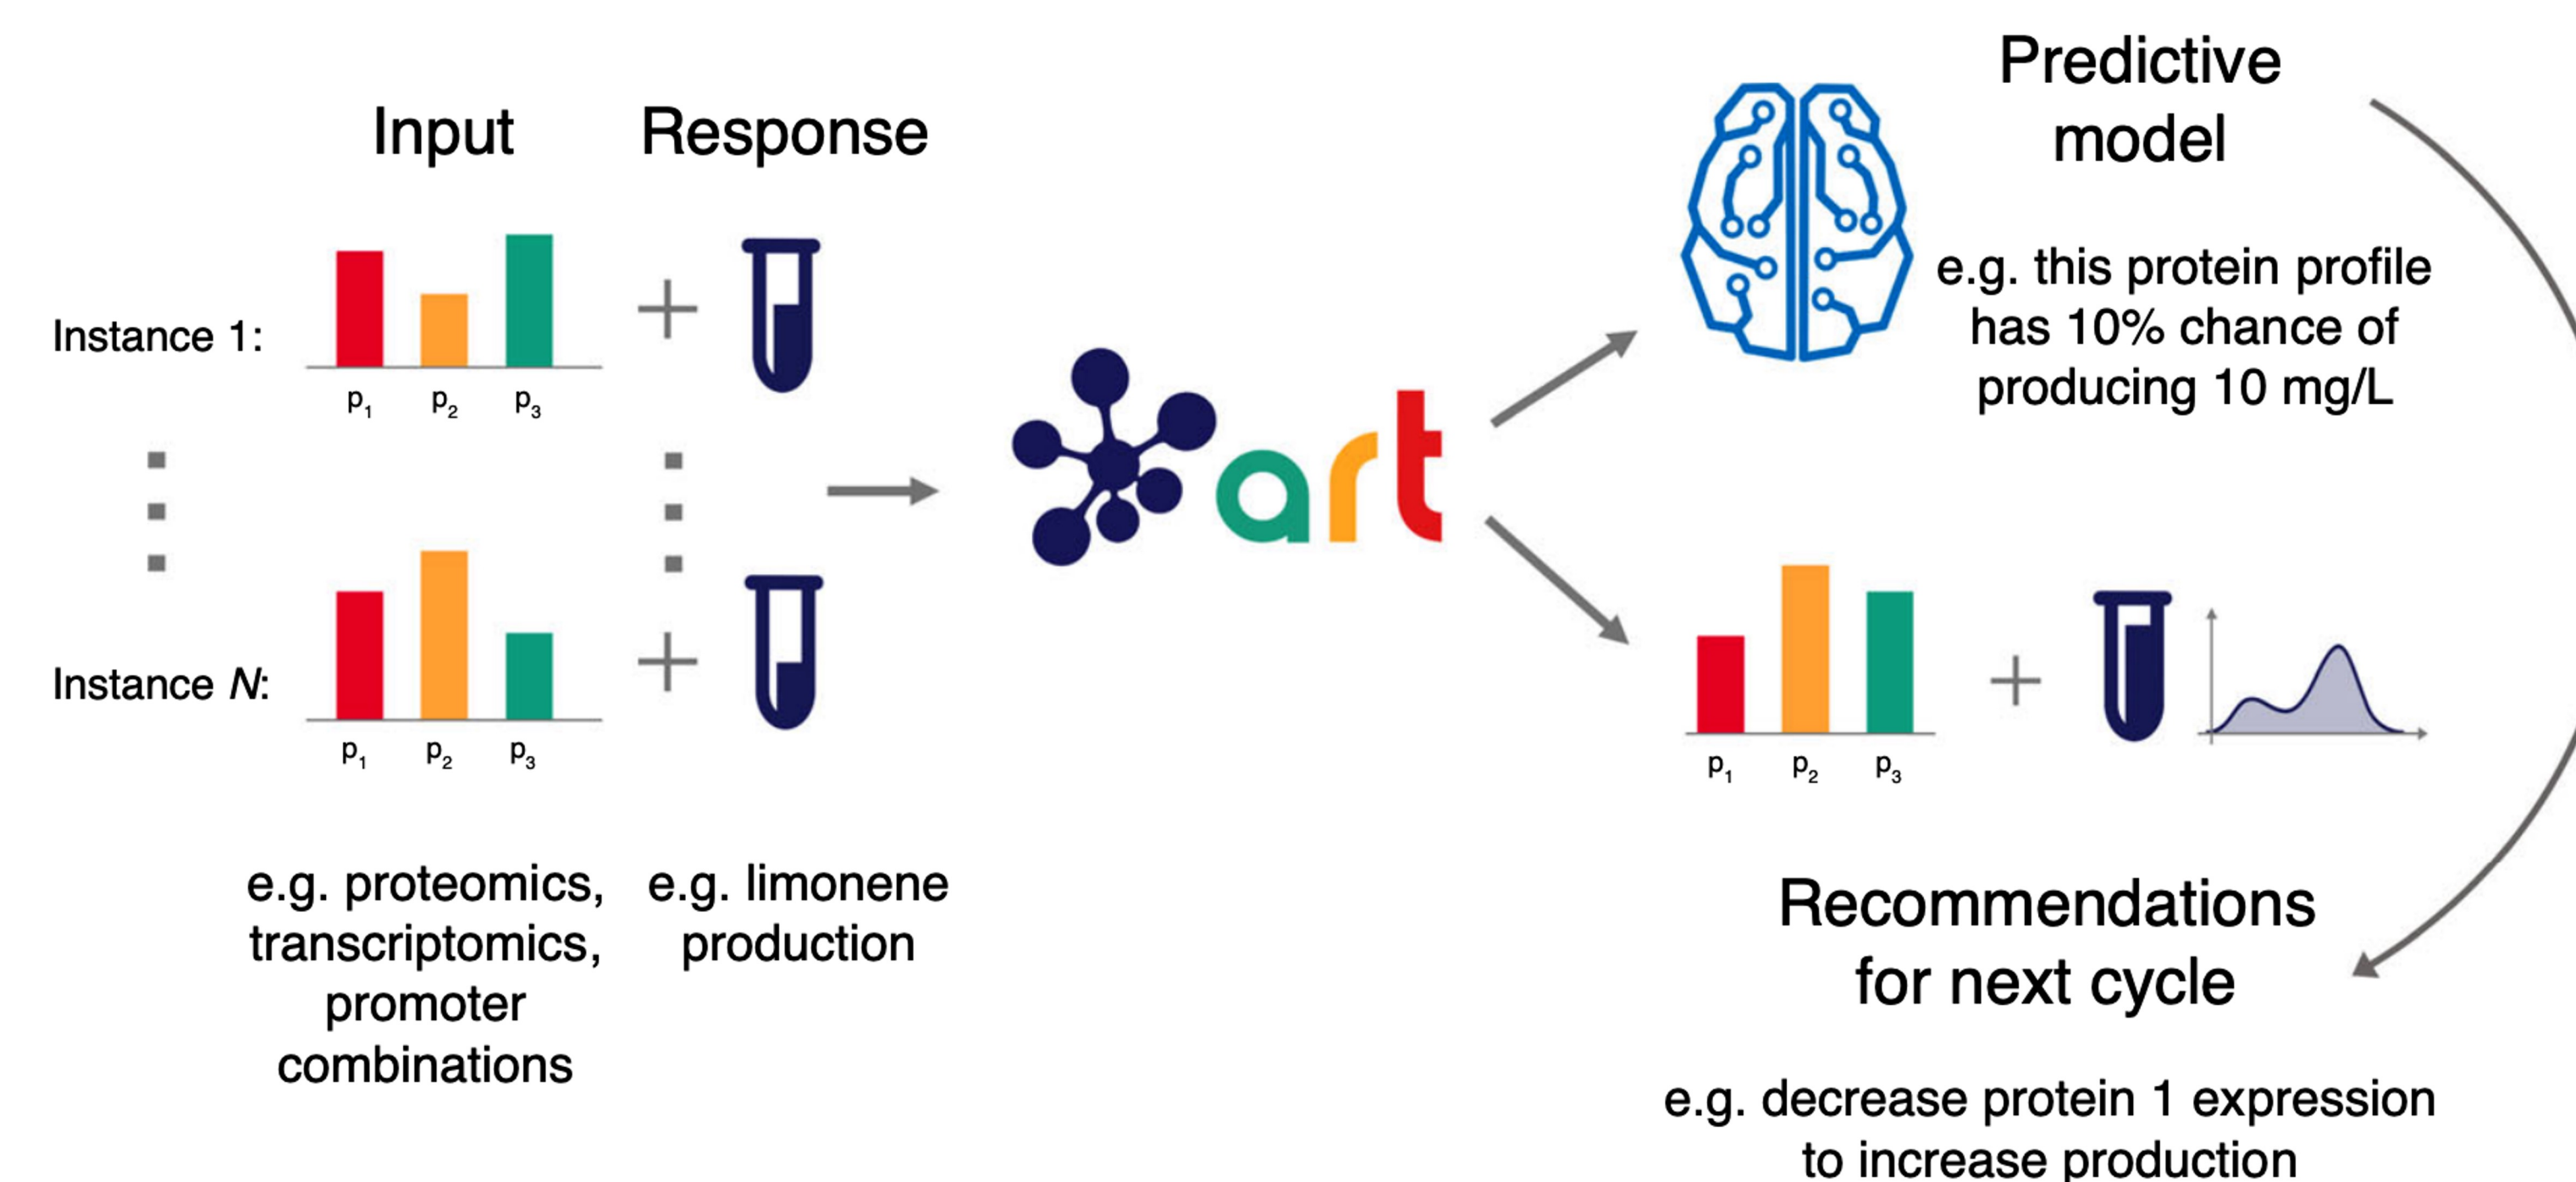 Input
Response
Instance 1:
p1 p2 p3
Instance N:
p1 p2 p3
e.g. proteomics,
transcriptomics,
promoter
combinations
e.g. limonene
production
art
Predictive
model
e.g. this protein profile
has 10% chance of
producing 10 mg/L
p1 p2 p3
Recommendations
for next cycle
e.g. decrease protein 1 expression
to increase production